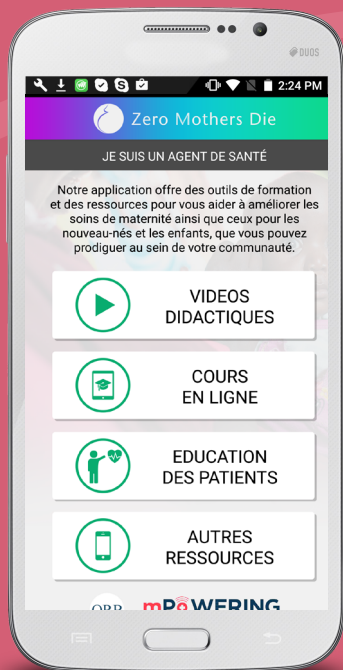 DUOS
2:24 PM
Zero Mothers Die
JE SUIS UN AGENT DE SANTÉ
Notre application offre des outils de formation
et des ressources pour vous aider à améliorer les
soins de maternité ainsi que ceux pour les
nouveau-nés et les enfants, que vous pouvez
prodiguer au sein de votre communauté.
VIDEOS
DIDACTIQUES
COURS
EN LIGNE
EDUCATION
DES PATIENTS
AUTRES
RESSOURCES
ORB mPOWERING